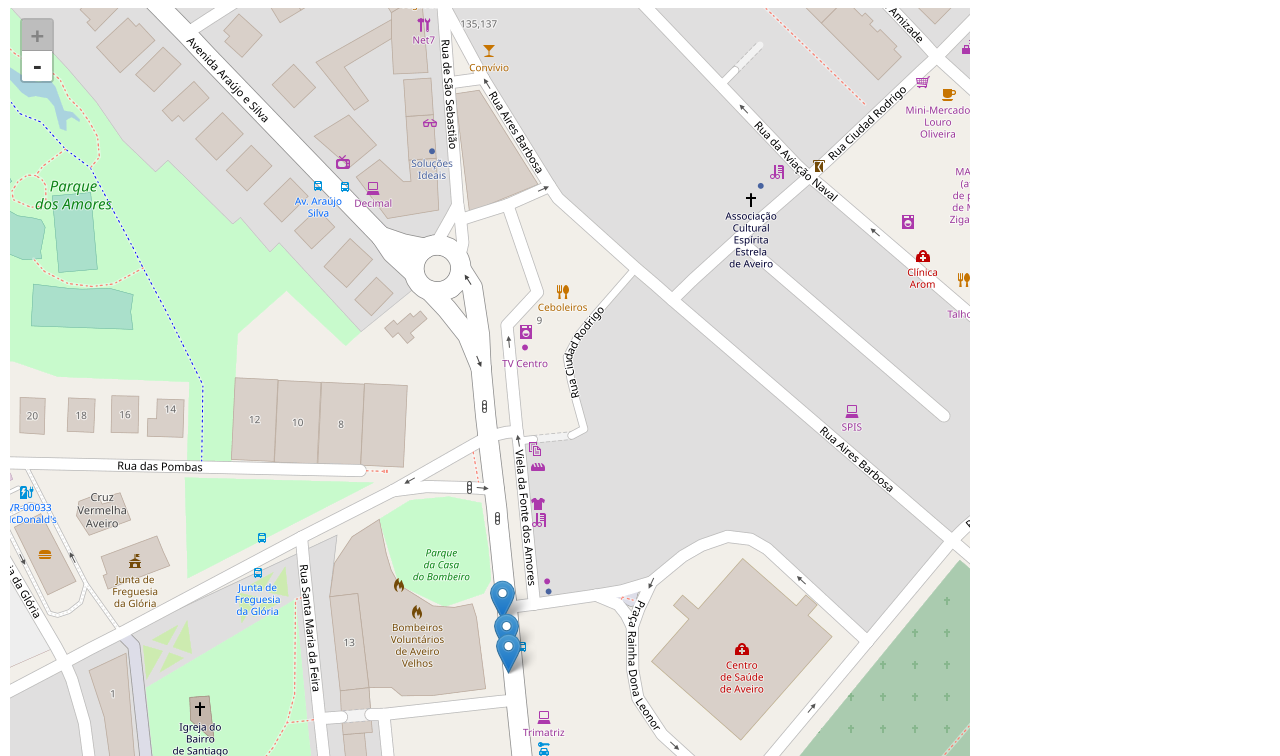 +
-
Avenida Araújo e Silva
Net7
135,137
Convívio
Rua de São Sebastião
Rua Aires Barbosa
Soluções
Ideais
Av. Araújo
Silva
Decimal
Parque
dos Amores
Amizade
Rua Ciudad Rodrigo
Mini-Mercado
Louro
Oliveira
Rua da Aviação Naval
Associação
Cultural
Espírita
Estrela
de Aveiro
MA
(a
de p
de M
Ziga
Clínica
Arom
Talho
Ceboleiros
9
Rua Ciudad Rodrigo
TV Centro
20
18
16
14
12
10
8
SPIS
Rua Aires Barbosa
Rua das Pombas
Viela da Fonte dos Amores
VR-00033
McDonald's
Cruz
Vermelha
Aveiro
Junta de
Freguesia
da Glória
Junta de
Freguesia
da Glória
ia da Glória
Rua Santa Maria da Feira
Parque
da Casa
do Bombeiro
Bombeiros
Voluntários
de Aveiro
Velhos
13
Praça Rainha Dona Leonor
Centro
de Saúde
de Aveiro
1
Igreja do
Bairro
de Santiago
Trimatriz